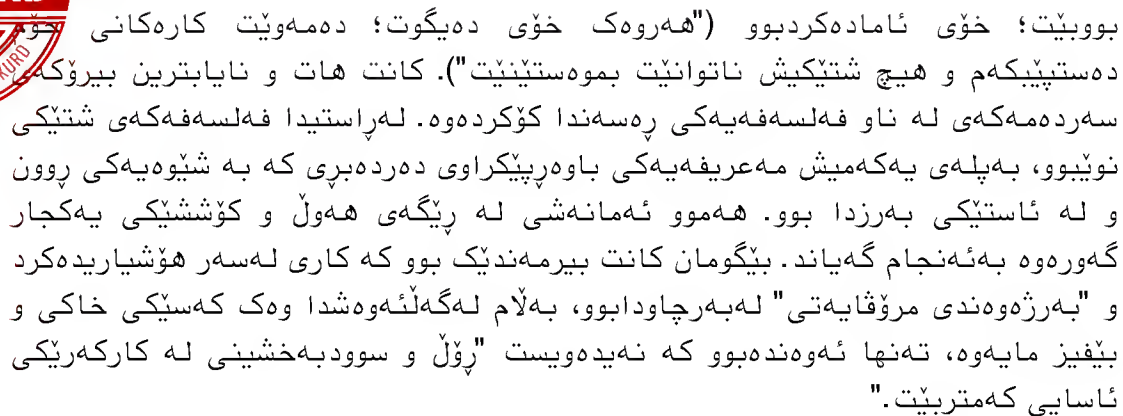 بووبێت؛ خۆی ئامادەکردبوو ("هەروەک خۆی دەیگوت؛ دەمەوێت کارەکانی خۆم
دەستپێبکەم و هیچ شتێکیش ناتوانێت بموەستێنێت"). کانت هات و نایابترین بیرۆکەی
سەردەمەکەی لە ناو فەلسەفەیەکی ڕەسەندا کۆکردەوە. لەڕاستیدا فەلسەفەکەی شتێکی
نوێبوو، بەپلەی یەکەمیش مەعریفەیەکی باوەڕپێکراوی دەردەبڕی کە بە شێوەیەکی ڕوون
و لە ئاستێکی بەرزدا بوو. هەموو ئەمانەشی لە ڕێگەی هەوڵ و کۆششێکی یەکجار
گەورەوە بەئەنجام گەیاند. بێگومان کانت بیرمەندێک بوو کە کاری لەسەر هۆشیاریدەکرد
و "بەرژەوەندی مرۆڤایەتی" لەبەرچاودابوو، بەڵام لەگەڵئەوەشدا وەک کەسێکی خاکی و
بێفیز مایەوە، تەنها ئەوەندەبوو کە نەیدەویست "ڕۆڵ و سوودبەخشینی لە کارکەرێکی
ئاسایی کەمتربێت."
KURD